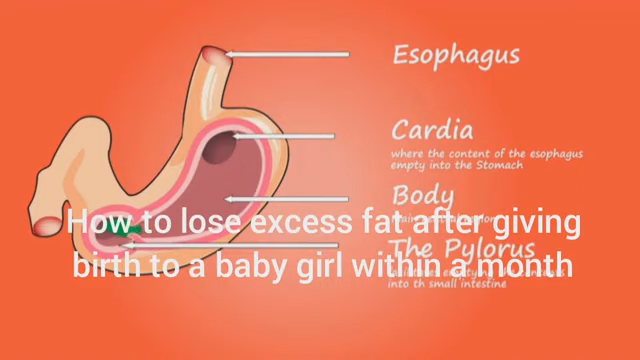 Esophagus
Cardia
where the content of the esophagus
empty into the Stomach
Body
How to lose excess fat after giving
The Pylorus
birth to a baby girl within a month
into th small intestine